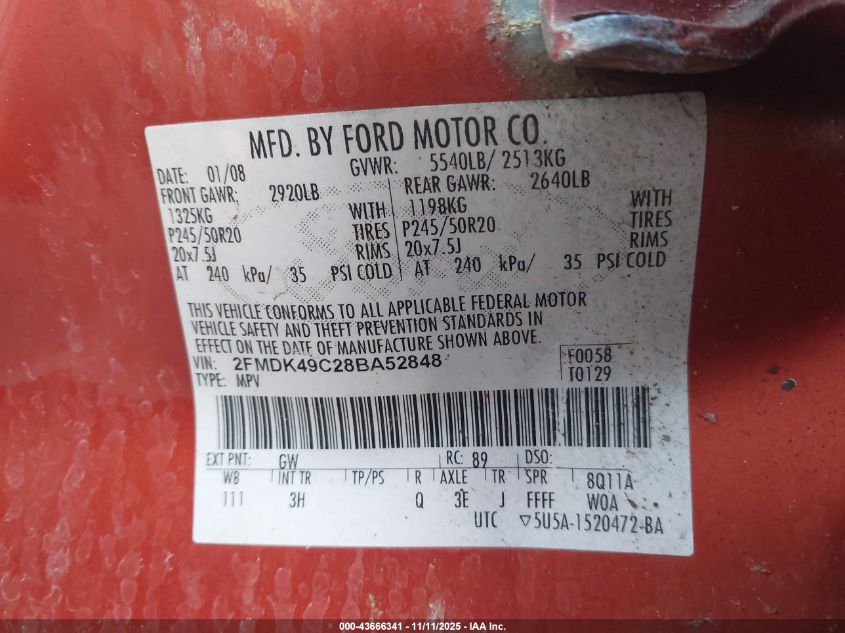 MFD. BY FORD MOTOR CO.
DATE: 01/08 GVWR: 5540LB/ 2513KG
FRONT GAWR: 2920LB REAR GAWR: 2640LB
1325KG WITH 1198KG WITH
P245/50R20 TIRES P245/50R20 TIRES
20x7.5J RIMS 20x7.5J RIMS
AT 240 kPa/ 35 PSI COLD AT 240 kPa/ 35 PSI COLD
THIS VEHICLE CONFORMS TO ALL APPLICABLE FEDERAL MOTOR
VEHICLE SAFETY AND THEFT PREVENTION STANDARDS IN
EFFECT ON THE DATE OF MANUFACTURE SHOWN ABOVE.
VIN: 2FMDK49C28BA52848 F0058
TYPE: MPV T0129
EXT PNT: GW RC: 89 DSO:
WB INT TR TP/PS R AXLE TR SPR 8Q11A
111 3H Q 3E J FFFF WOA
UTC ▽5U5A-1520472-BA
000-43666341 - 11/11/2025 - IAA Inc.